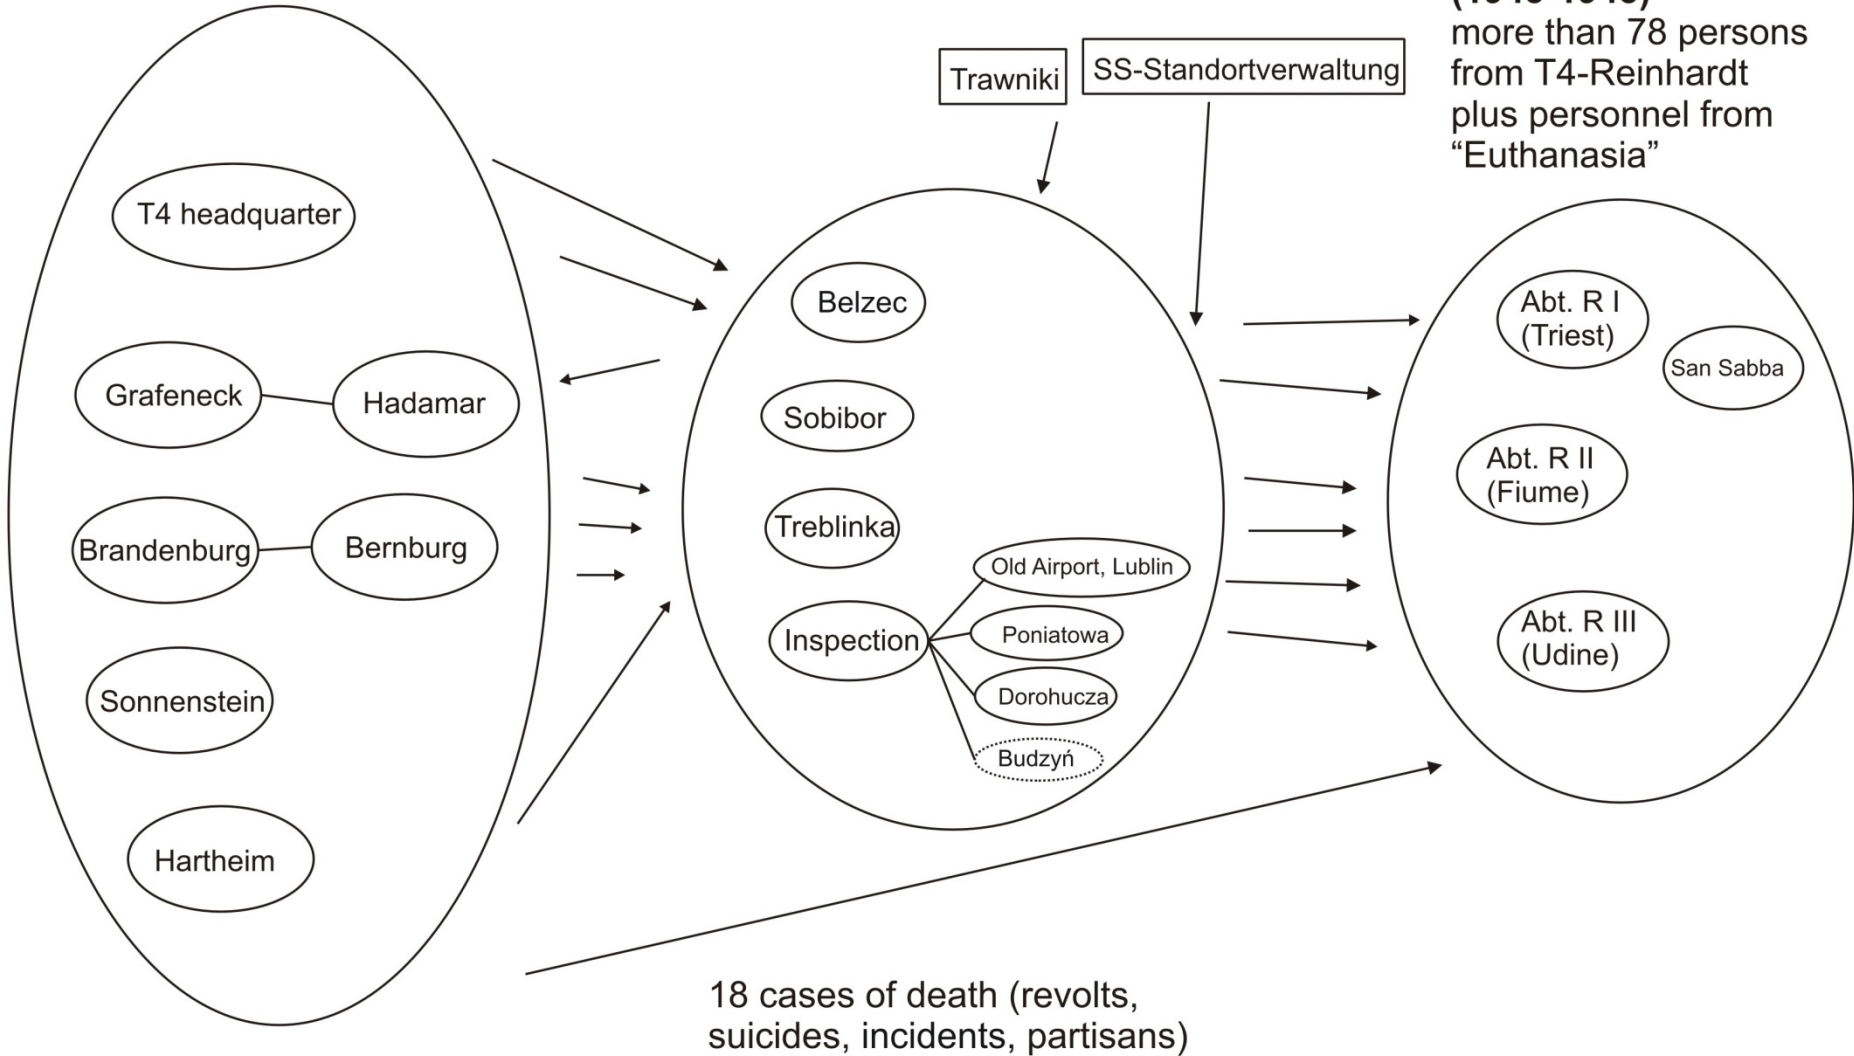 more than 78 persons
from T4-Reinhardt
plus personnel from
“Euthanasia”
Trawniki
SS-Standortverwaltung
T4 headquarter
Grafeneck
Hadamar
Brandenburg
Bernburg
Sonnenstein
Hartheim
Belzec
Sobibor
Treblinka
Inspection
Old Airport, Lublin
Poniatowa
Dorohucza
Budzyń
Abt. R I
(Triest)
San Sabba
Abt. R II
(Fiume)
Abt. R III
(Udine)
18 cases of death (revolts,
suicides, incidents, partisans)